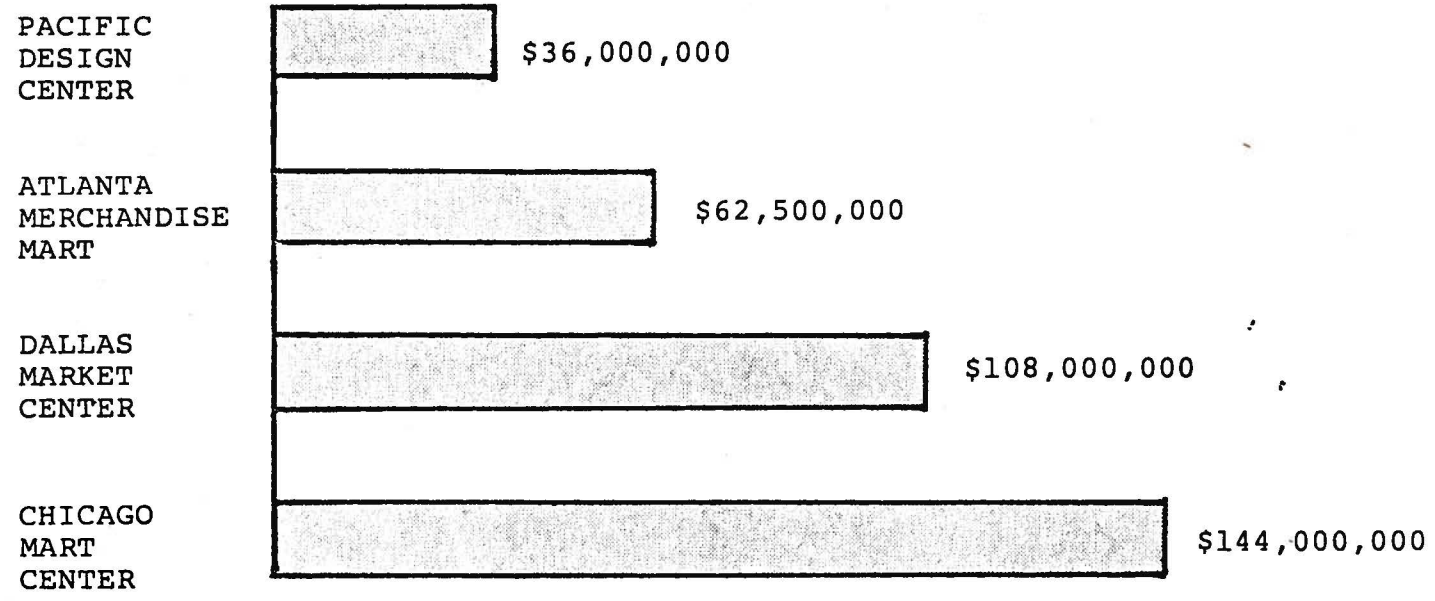 PACIFIC
DESIGN
CENTER
$36,000,000
ATLANTA
MERCHANDISE
MART
$62,500,000
DALLAS
MARKET
CENTER
$108,000,000
CHICAGO
MART
CENTER
$144,000,000